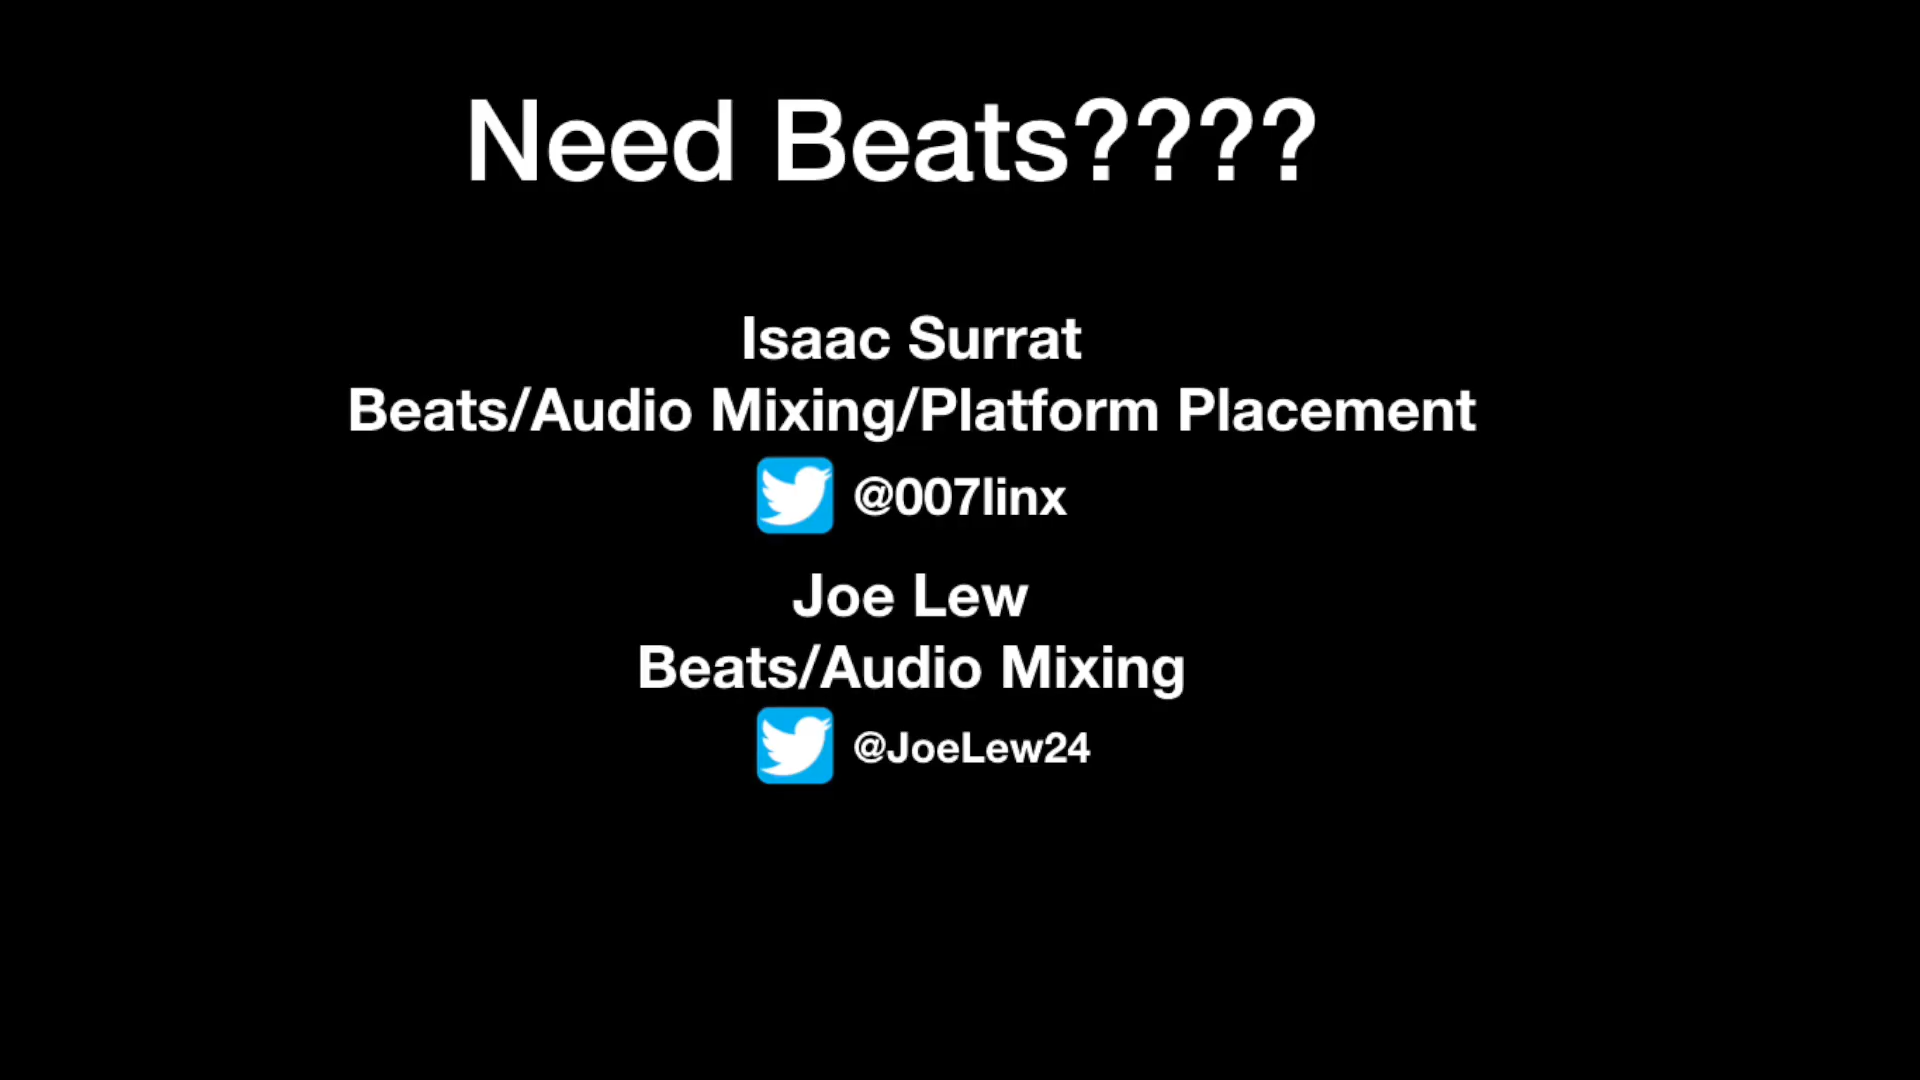 Need Beats????
Isaac Surrat
Beats/Audio Mixing/Platform Placement
@007linx
Joe Lew
Beats/Audio Mixing
@JoeLew24